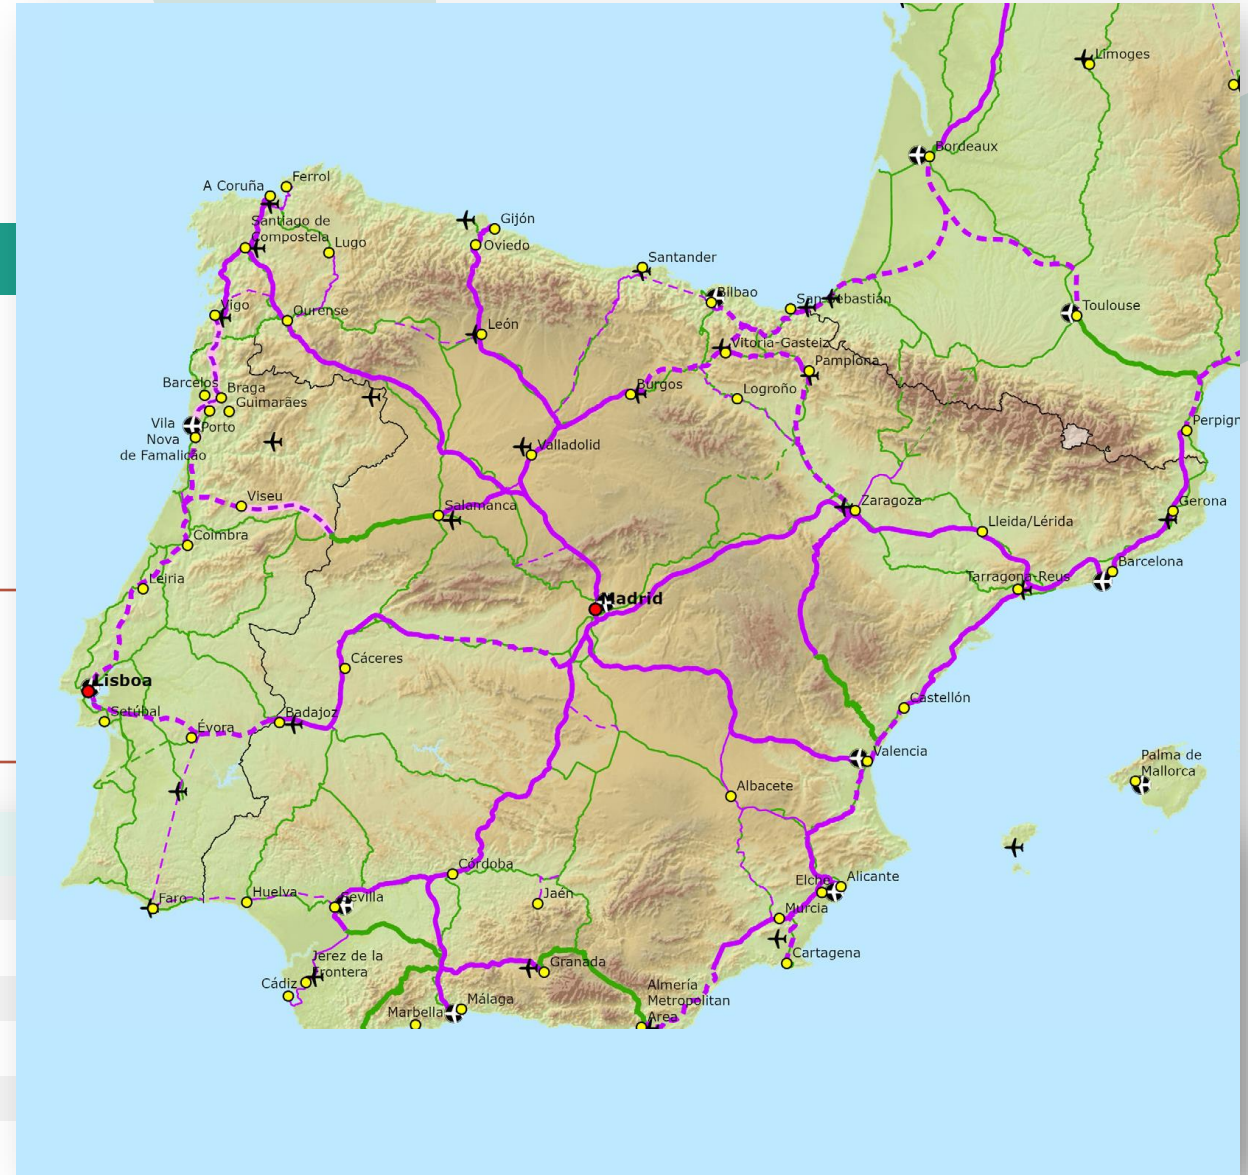 Limoges
Bordeaux
Ferrol
A Coruña
Santiago de
Compostela
Gijón
Oviedo
Lugo
Santander
Bilbao
San Sebastián
Toulouse
Vigo
Ourense
León
Vitoria-Gasteiz
Pamplona
Burgos
Logroño
Barcelos
Braga
Guimarães
Vila
Nova
de Famalicão
Porto
Perpign
Valladolid
Viseu
Salamanca
Zaragoza
Gerona
Lleida/Lérida
Coimbra
Barcelona
Leiria
Tarragona-Reus
Madrid
Cáceres
Lisboa
Setúbal
Badajoz
Évora
Castellón
Valencia
Palma de
Mallorca
Albacete
Córdoba
Alicante
Elche
Faro
Huelva
Sevilla
Jaén
Murcia
Jerez de la
Frontera
Cartagena
Granada
Cádiz
Almería
Metropolitan
Area
Málaga
Marbella